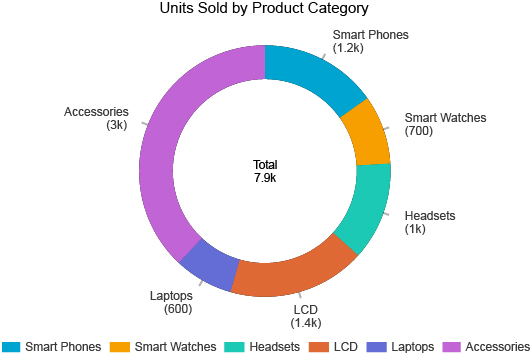 Units Sold by Product Category
Smart Phones
(1.2k)
Accessories
(3k)
Smart Watches
(700)
Total
7.9k
Headsets
(1k)
Laptops
(600)
LCD
(1.4k)
Smart Phones Smart Watches Headsets LCD Laptops Accessories